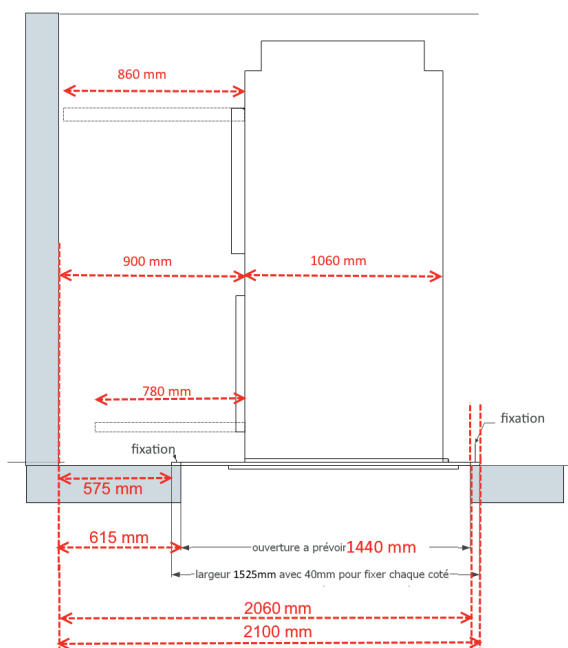 860 mm
900 mm
1060 mm
780 mm
fixation
fixation
575 mm
615 mm
ouverture a prévoir 1440 mm
largeur 1525mm avec 40mm pour fixer chaque coté
2060 mm
2100 mm